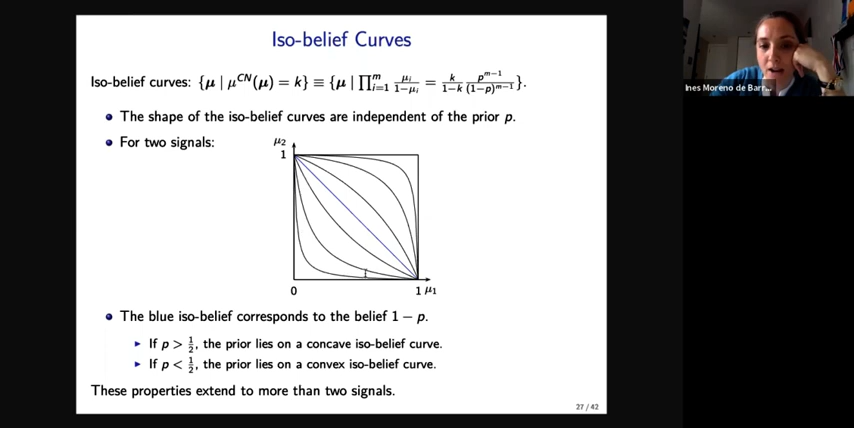 Iso-belief Curves
Iso-belief curves: {μ | μ^CN(μ) = k} ≡ {μ | ∏_{i=1}^{m} μ_i/(1−μ_i) = k/(1−k) p^{m−1}/(1−p)^{m−1}}.
The shape of the iso-belief curves are independent of the prior p.
For two signals:
μ₂
1
0
1 μ₁
The blue iso-belief corresponds to the belief 1 − p.
If p > 1/2, the prior lies on a concave iso-belief curve.
If p < 1/2, the prior lies on a convex iso-belief curve.
These properties extend to more than two signals.
27 / 42
Ines Moreno de Barr...